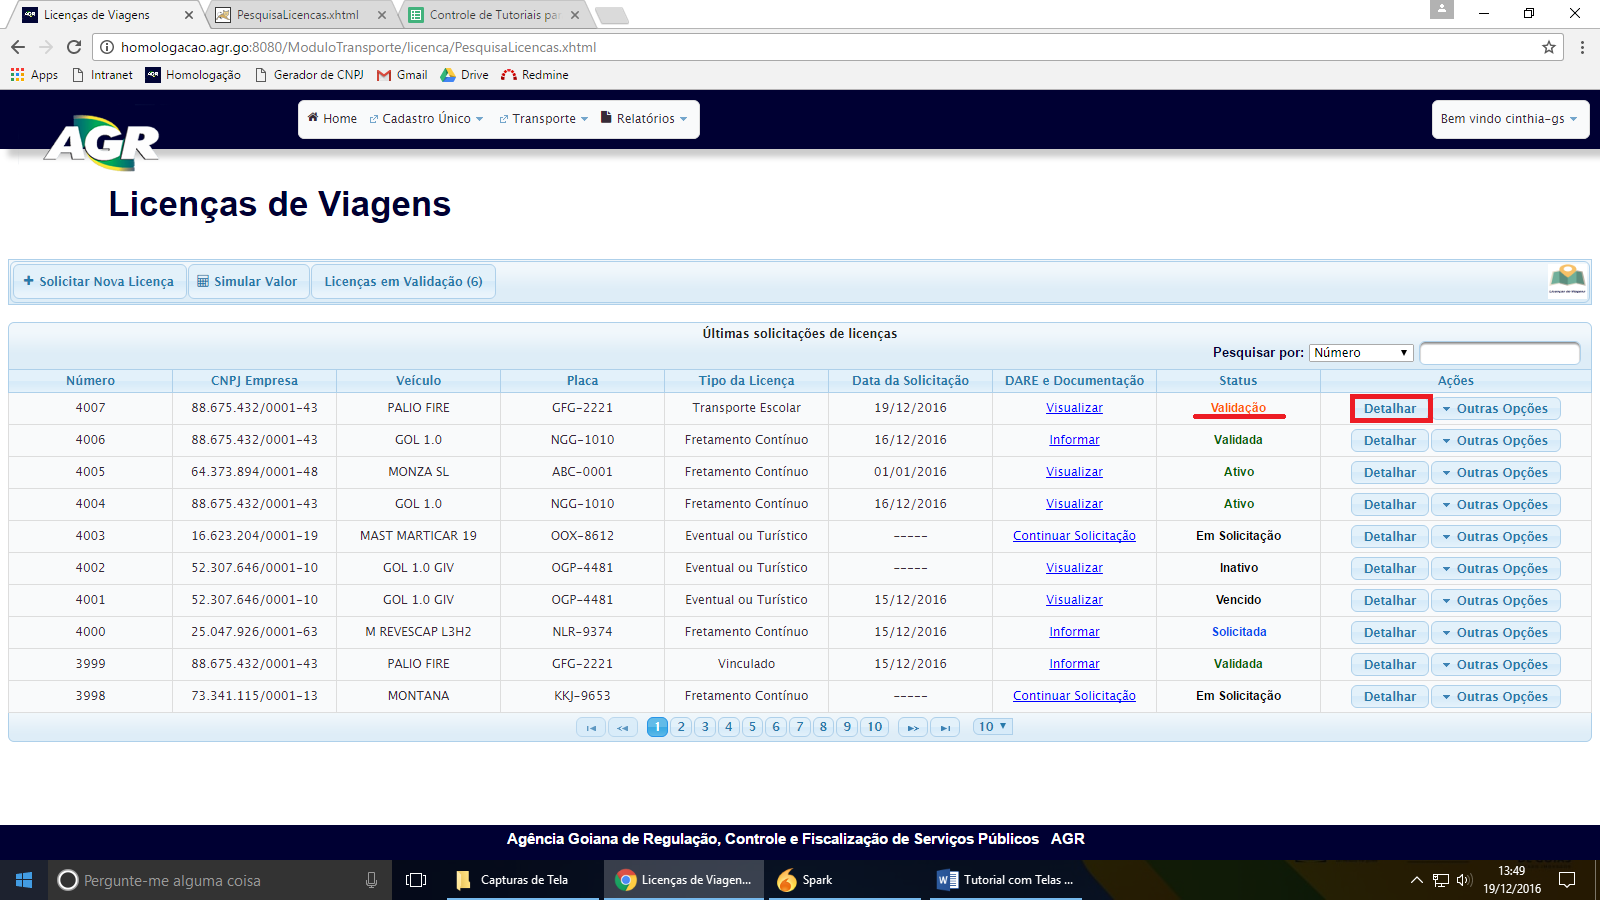 Licenças de Viagens
PesquisaLicencas.xhtml
Controle de Tutoriais pa
homologacao.agr.go:8080/ModuloTransporte/licenca/PesquisaLicencas.xhtml
Apps Intranet Homologação Gerador de CNPJ Gmail Drive Redmine
AGR
Home Cadastro Único Transporte Relatórios
Bem vindo cinthia-gs
Licenças de Viagens
Solicitar Nova Licença Simular Valor Licenças em Validação (6)
Últimas solicitações de licenças
Pesquisar por: Número
Número CNPJ Empresa Veículo Placa Tipo da Licença Data da Solicitação DARE e Documentação Status Ações
4007 88.675.432/0001-43 PALIO FIRE GFG-2221 Transporte Escolar 19/12/2016 Visualizar Validação Detalhar Outras Opções
4006 88.675.432/0001-43 GOL 1.0 NGG-1010 Fretamento Contínuo 16/12/2016 Informar Validada Detalhar Outras Opções
4005 64.373.894/0001-48 MONZA SL ABC-0001 Fretamento Contínuo 01/01/2016 Visualizar Ativo Detalhar Outras Opções
4004 88.675.432/0001-43 GOL 1.0 NGG-1010 Fretamento Contínuo 16/12/2016 Visualizar Ativo Detalhar Outras Opções
4003 16.623.204/0001-19 MAST MARTICAR 19 OOX-8612 Eventual ou Turístico ----- Continuar Solicitação Em Solicitação Detalhar Outras Opções
4002 52.307.646/0001-10 GOL 1.0 GIV OGP-4481 Eventual ou Turístico ----- Visualizar Inativo Detalhar Outras Opções
4001 52.307.646/0001-10 GOL 1.0 GIV OGP-4481 Eventual ou Turístico 15/12/2016 Visualizar Vencido Detalhar Outras Opções
4000 25.047.926/0001-63 M REVESCAP L3H2 NLR-9374 Fretamento Contínuo 15/12/2016 Informar Solicitada Detalhar Outras Opções
3999 88.675.432/0001-43 PALIO FIRE GFG-2221 Vinculado 15/12/2016 Informar Validada Detalhar Outras Opções
3998 73.341.115/0001-13 MONTANA KKJ-9653 Fretamento Contínuo ----- Continuar Solicitação Em Solicitação Detalhar Outras Opções
1 2 3 4 5 6 7 8 9 10 10
Agência Goiana de Regulação, Controle e Fiscalização de Serviços Públicos AGR
Pergunte-me alguma coisa
Capturas de Tela
Licenças de Viagen...
Spark
Tutorial com Telas ...
13:49
19/12/2016